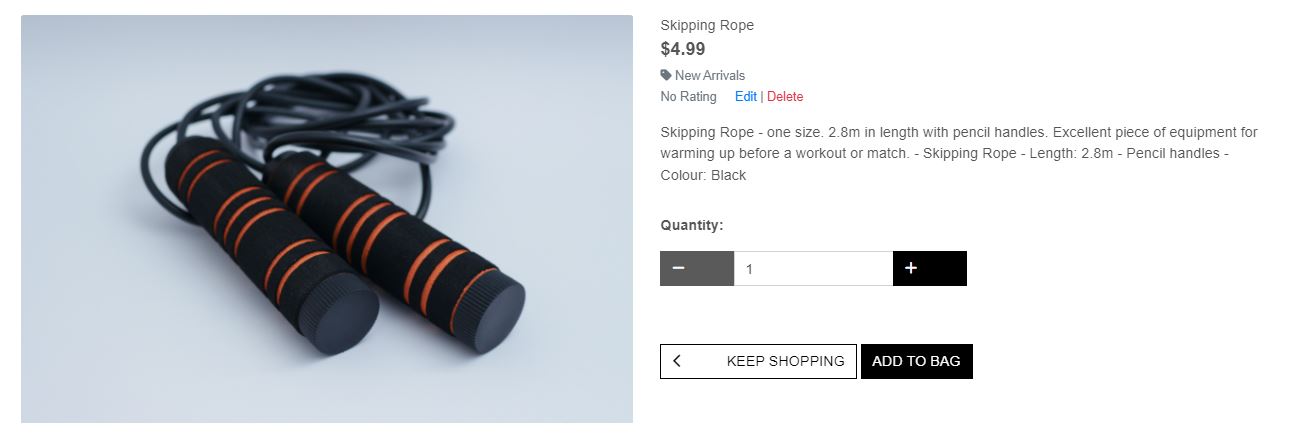 Skipping Rope
$4.99
New Arrivals
No Rating Edit | Delete
Skipping Rope - one size. 2.8m in length with pencil handles. Excellent piece of equipment for
warming up before a workout or match. - Skipping Rope - Length: 2.8m - Pencil handles -
Colour: Black
Quantity:
− 1 +
KEEP SHOPPING ADD TO BAG